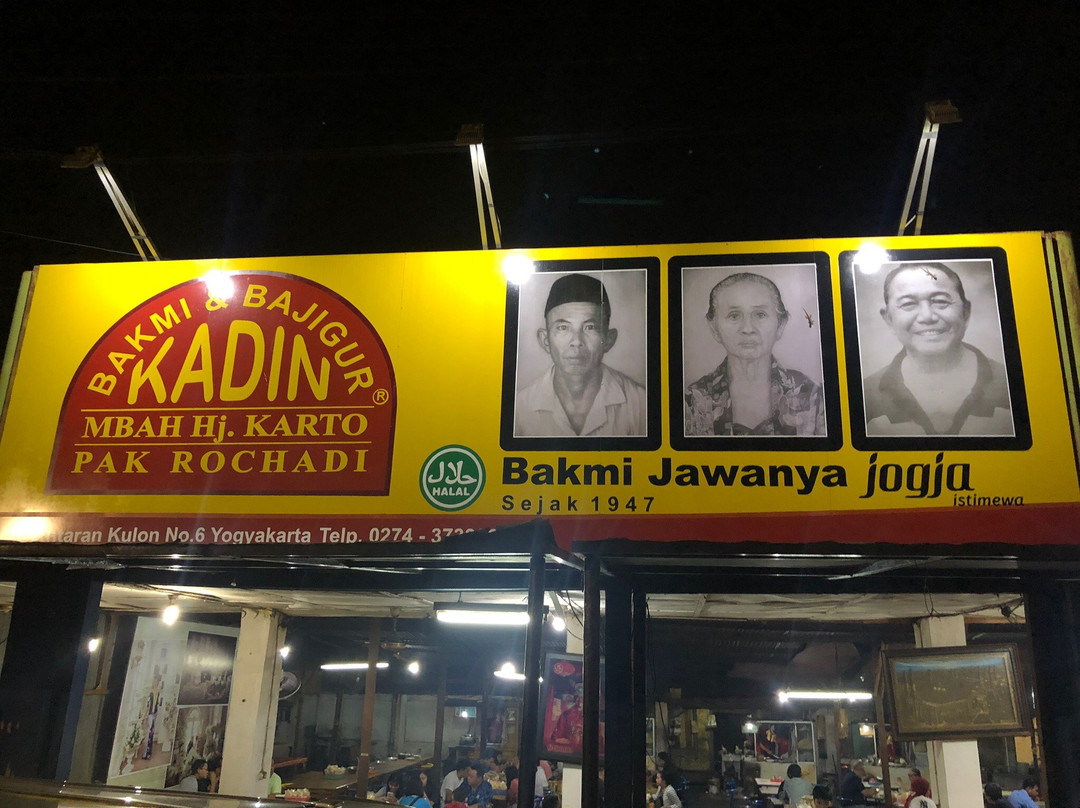 BAKMI & BAJIGUR
KADIN ®
MBAH Hj. KARTO
PAK ROCHADI
حلال
HALAL
Bakmi Jawanya jogja
istimewa
Sejak 1947
Kulon No.6 Yogyakarta Telp. 0274 -